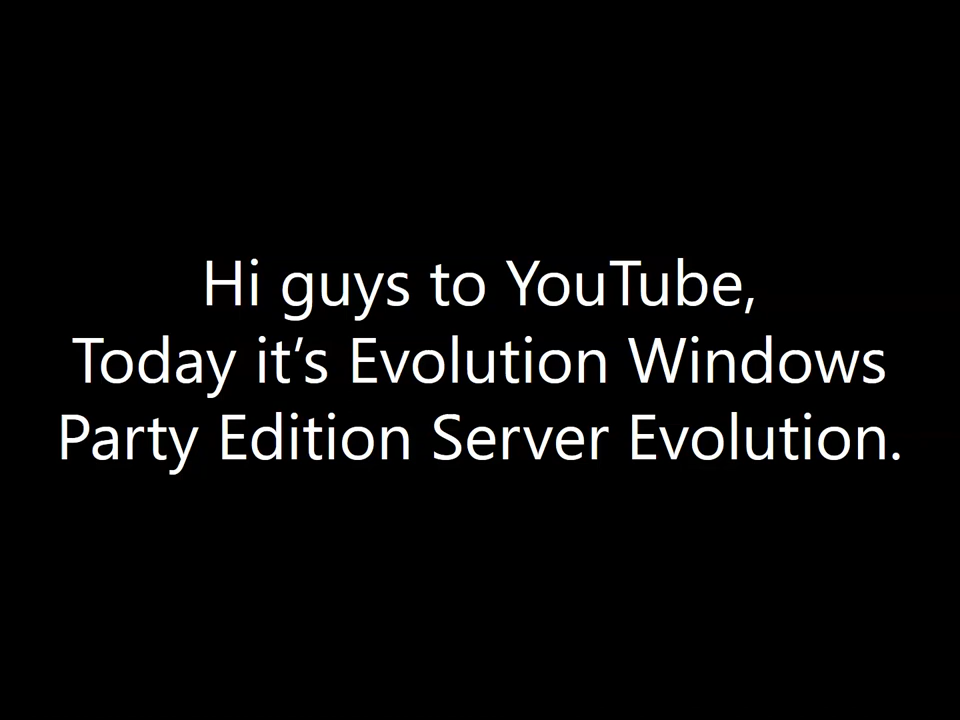 Hi guys to YouTube,
Today it’s Evolution Windows
Party Edition Server Evolution.